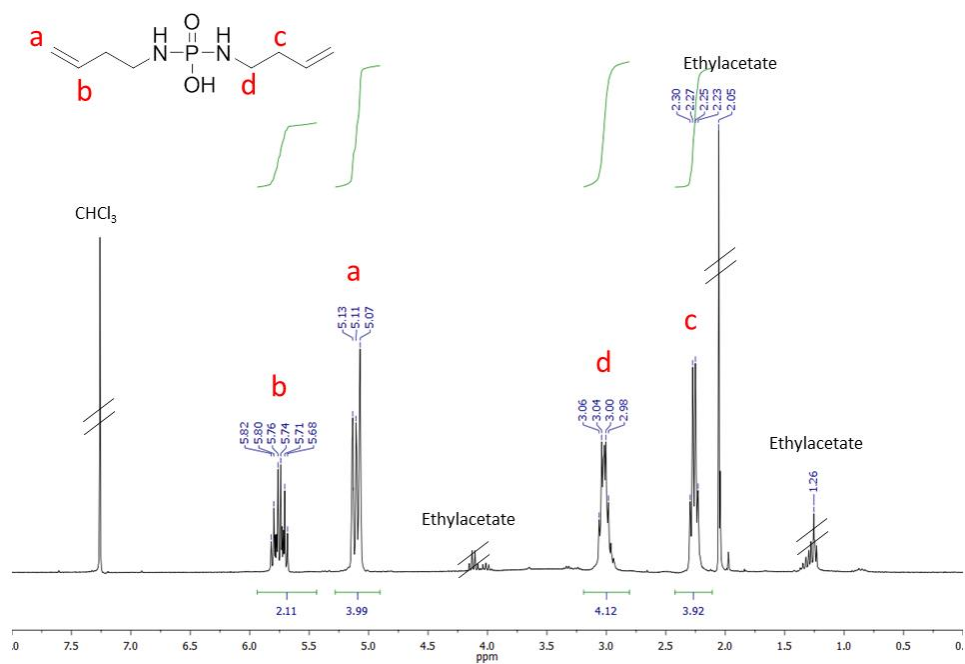 O
H
H
N
P
N
OH
a
b
c
d
Ethylacetate
2.30
2.27
2.25
2.23
2.05
CHCl₃
a
5.13
5.11
5.07
c
b
d
5.82
5.80
5.76
5.74
5.71
5.68
3.06
3.04
3.00
2.98
Ethylacetate
1.26
Ethylacetate
2.11
3.99
4.12
3.92
.0 7.5 7.0 6.5 6.0 5.5 5.0 4.5 4.0 3.5 3.0 2.5 2.0 1.5 1.0 0.5 0.
ppm